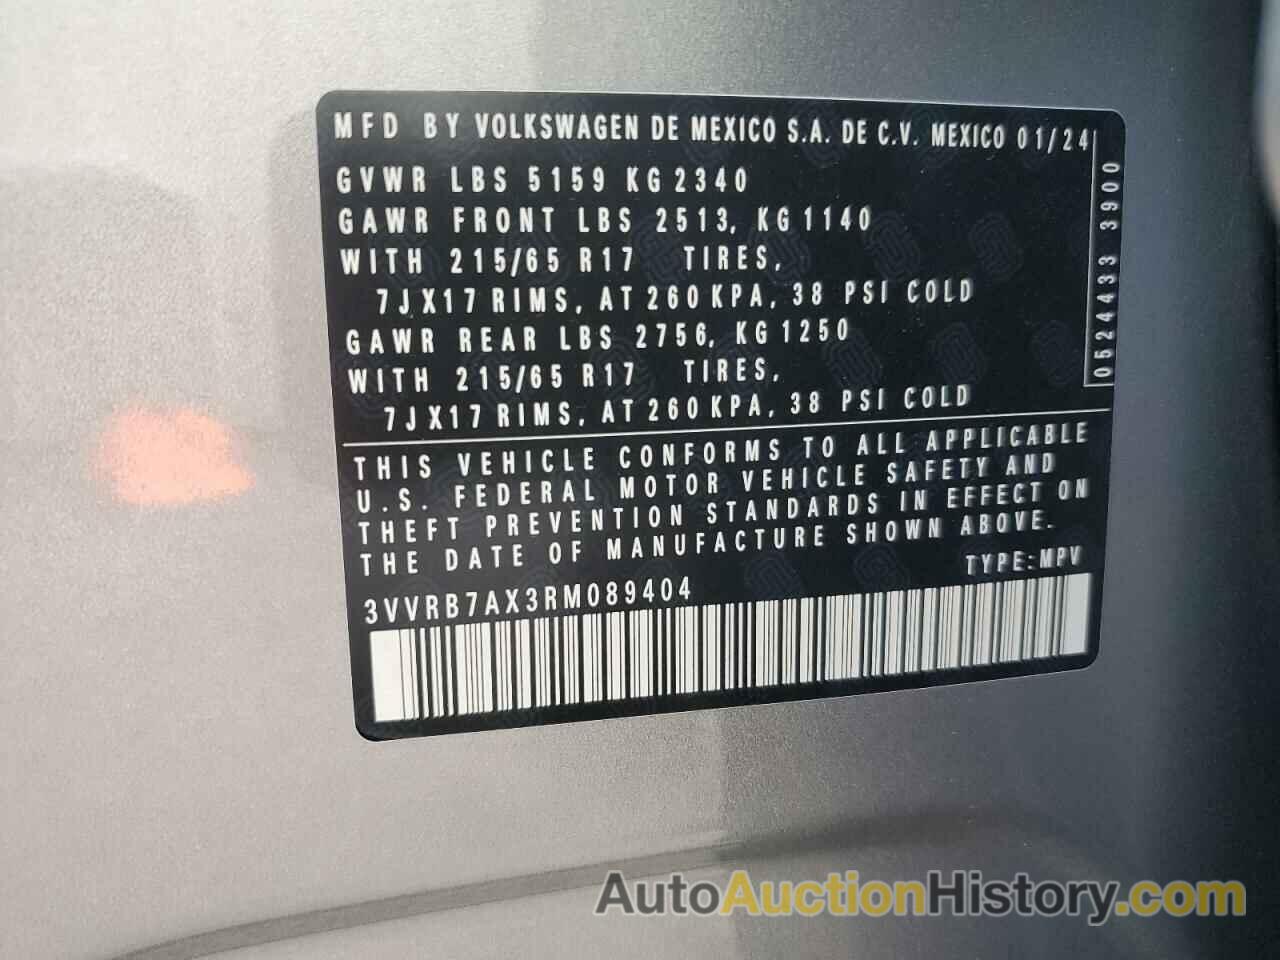 MFD BY VOLKSWAGEN DE MEXICO S.A. DE C.V. MEXICO 01/24
GVWR LBS 5159 KG 2340
GAWR FRONT LBS 2513, KG 1140
WITH 215/65 R17 TIRES,
7JX17 RIMS, AT 260 KPA, 38 PSI COLD
GAWR REAR LBS 2756, KG 1250
WITH 215/65 R17 TIRES,
7JX17 RIMS, AT 260 KPA, 38 PSI COLD
0524433 3900
THIS VEHICLE CONFORMS TO ALL APPLICABLE
U.S. FEDERAL MOTOR VEHICLE SAFETY AND
THEFT PREVENTION STANDARDS IN EFFECT ON
THE DATE OF MANUFACTURE SHOWN ABOVE.
TYPE:MPV
3VVRB7AX3RM089404
AutoAuctionHistory.com